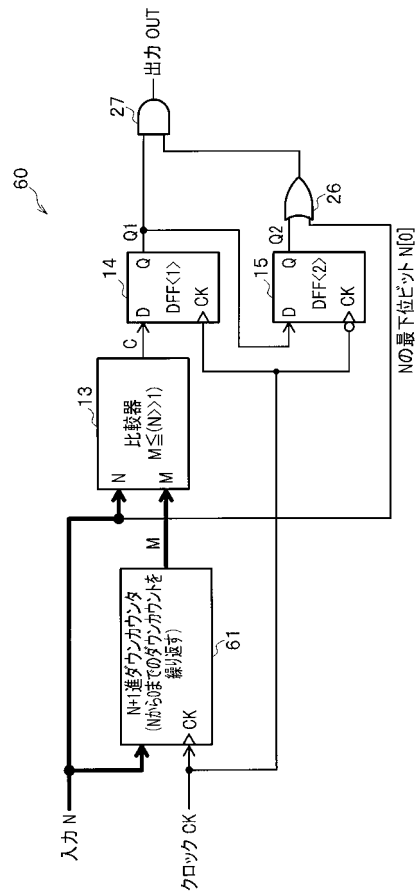 60
入力 N
クロック CK
N+1進ダウンカウンタ
(Nから0までのダウンカウントを
繰り返す)
CK
61
M
13
N
M
比較器
M≦(N>>1)
C
14
D
Q
DFF<1>
CK
Q1
15
D
Q
DFF<2>
CK
Q2
26
27
出力 OUT
Nの最下位ビット N[0]